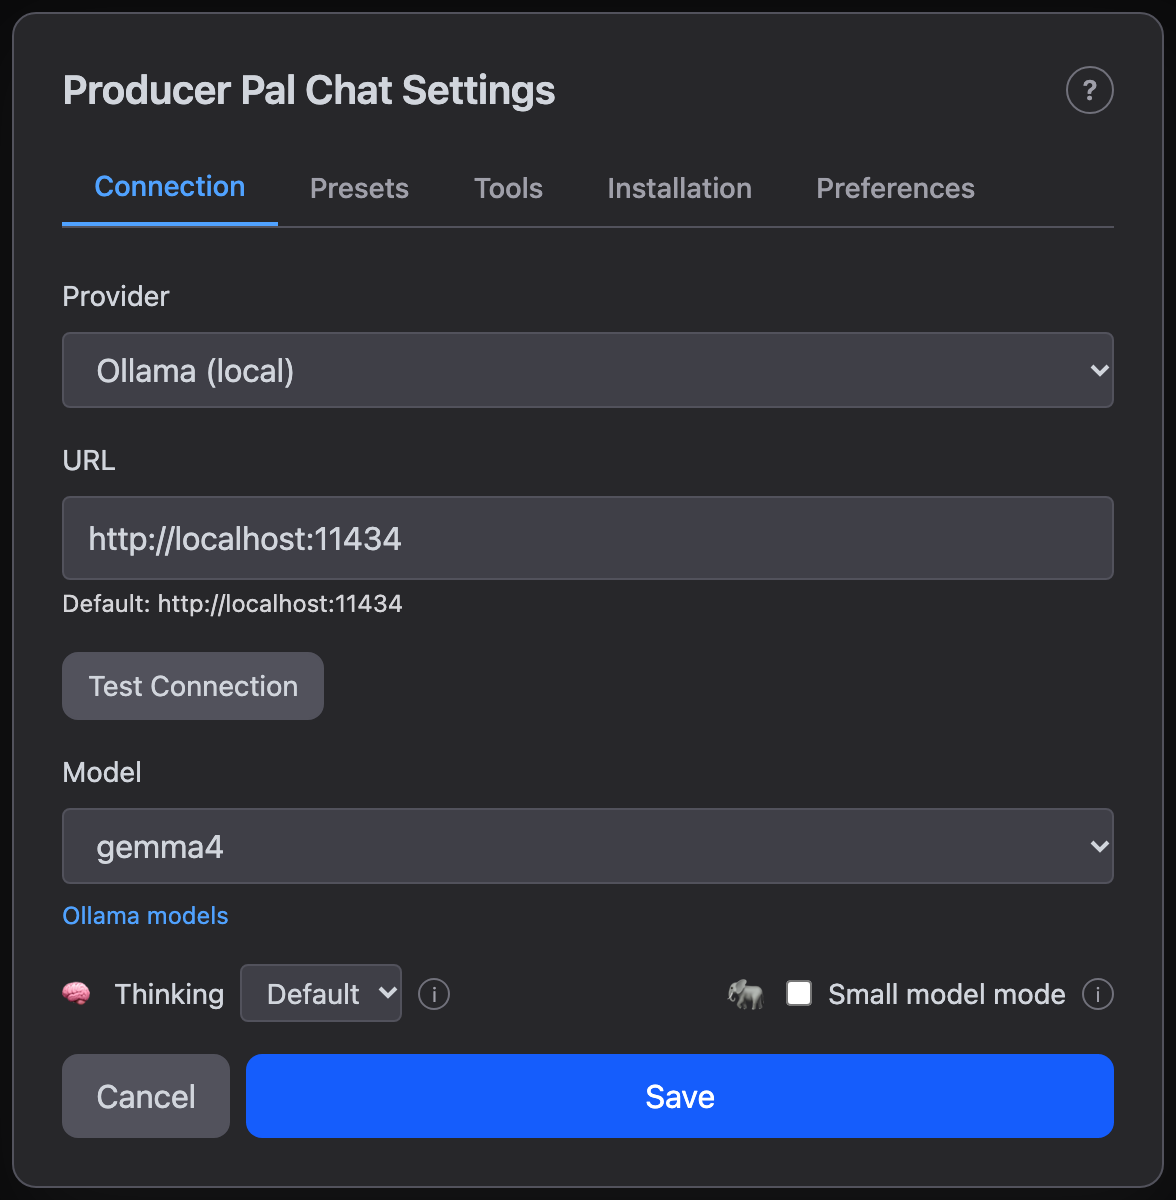 Producer Pal Chat Settings
?
Connection Presets Tools Installation Preferences
Provider
Ollama (local)
URL
http://localhost:11434
Default: http://localhost:11434
Test Connection
Model
gemma4
Ollama models
Thinking Default i Small model mode i
Cancel Save